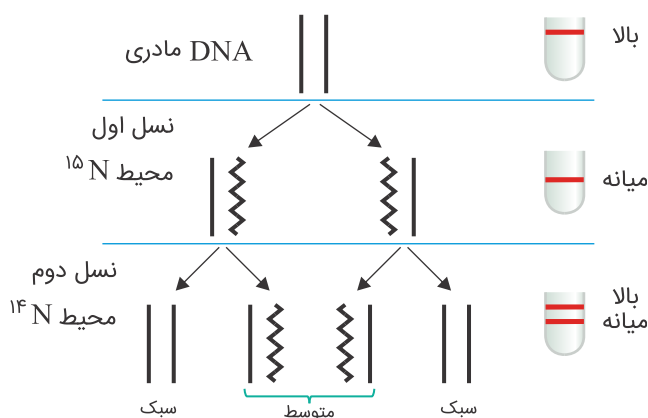 DNA مادری
بالا
نسل اول
محیط ¹⁵N
میانه
نسل دوم
محیط ¹⁴N
بالا
میانه
سبک
متوسط
سبک